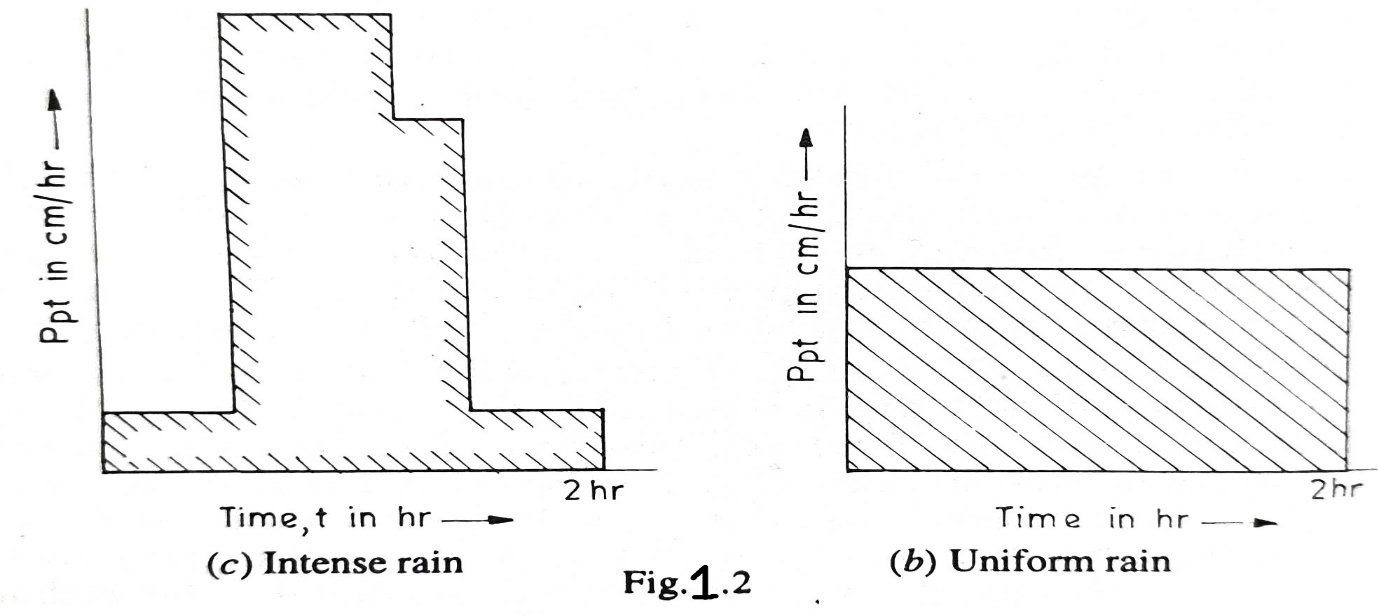 Ppt in cm/hr
2 hr
Time, t in hr
(c) Intense rain
Ppt in cm/hr
2hr
Time in hr
(b) Uniform rain
Fig.1.2